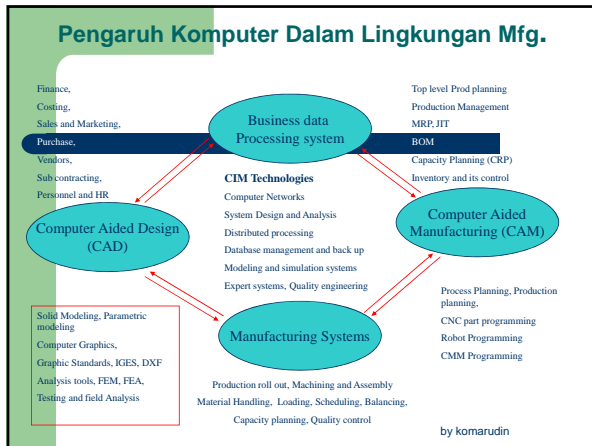 Pengaruh Komputer Dalam Lingkungan Mfg.
Finance,
Costing,
Sales and Marketing,
Purchase,
Vendors,
Sub contracting,
Personnel and HR
Business data
Processing system
Top level Prod planning
Production Management
MRP, JIT
BOM
Capacity Planning (CRP)
Inventory and its control
CIM Technologies
Computer Networks
System Design and Analysis
Distributed processing
Database management and back up
Modeling and simulation systems
Expert systems, Quality engineering
Computer Aided Design
(CAD)
Computer Aided
Manufacturing (CAM)
Solid Modeling, Parametric
modeling
Computer Graphics,
Graphic Standards, IGES, DXF
Analysis tools, FEM, FEA,
Testing and field Analysis
Manufacturing Systems
Process Planning, Production
planning,
CNC part programming
Robot Programming
CMM Programming
Production roll out, Machining and Assembly
Material Handling, Loading, Scheduling, Balancing,
Capacity planning, Quality control
by komarudin